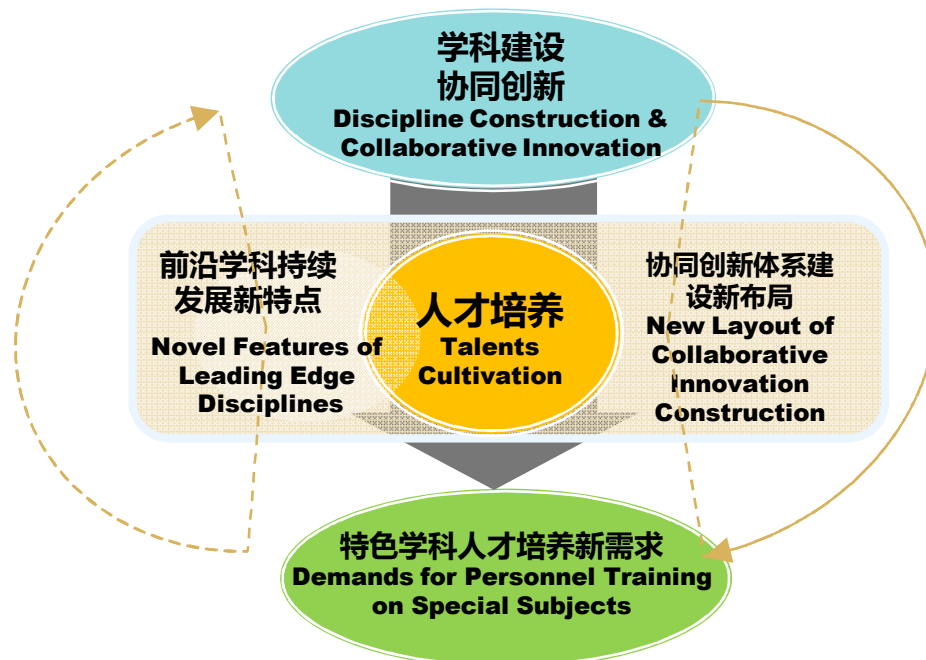 学科建设
协同创新
Discipline Construction &
Collaborative Innovation
前沿学科持续
发展新特点
Novel Features of
Leading Edge
Disciplines
人才培养
Talents
Cultivation
协同创新体系建
设新布局
New Layout of
Collaborative
Innovation
Construction
特色学科人才培养新需求
Demands for Personnel Training
on Special Subjects